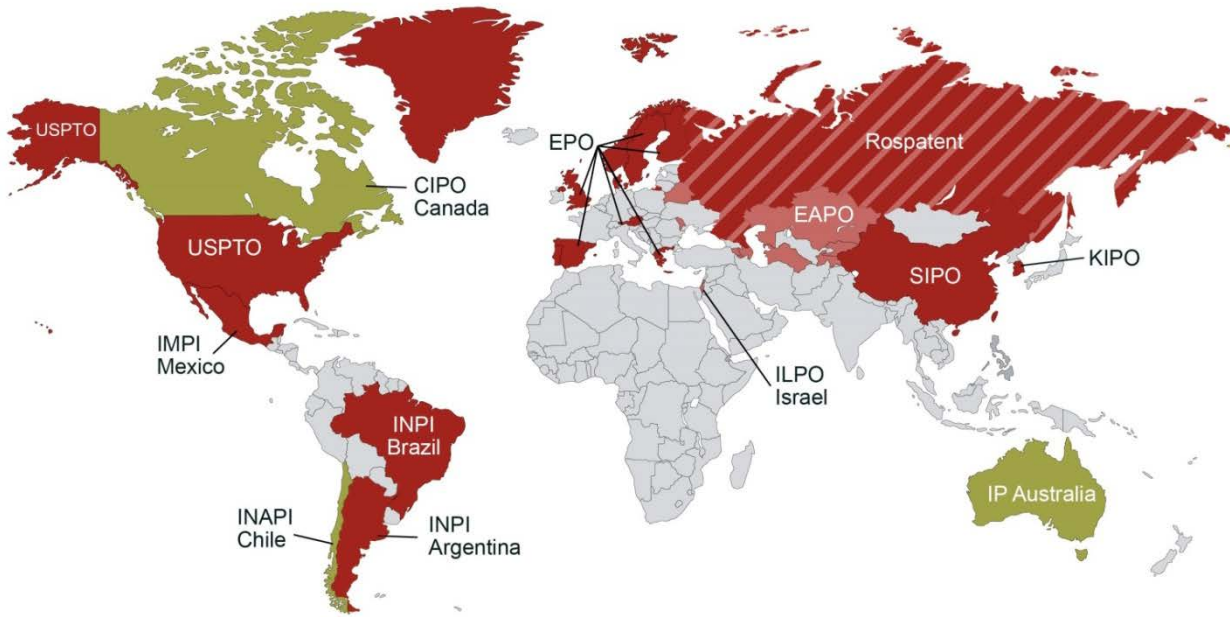 USPTO
CIPO
Canada
USPTO
IMPI
Mexico
INPI
Brazil
INAPI
Chile
INPI
Argentina
EPO
Rospatent
EAPO
SIPO
KIPO
ILPO
Israel
IP Australia